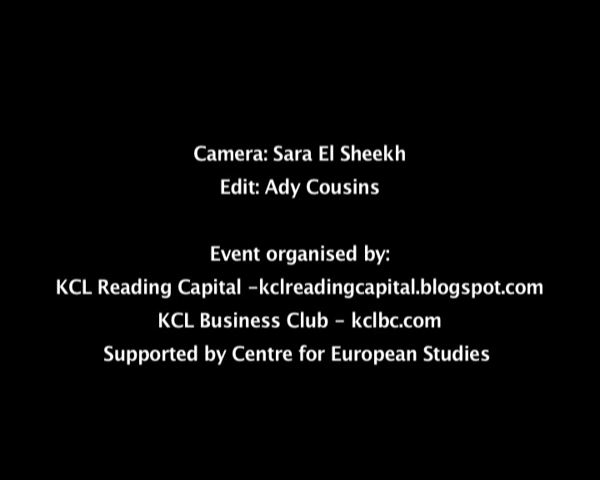 Camera: Sara El Sheekh
Edit: Ady Cousins
Event organised by:
KCL Reading Capital -kclreadingcapital.blogspot.com
KCL Business Club - kclbc.com
Supported by Centre for European Studies